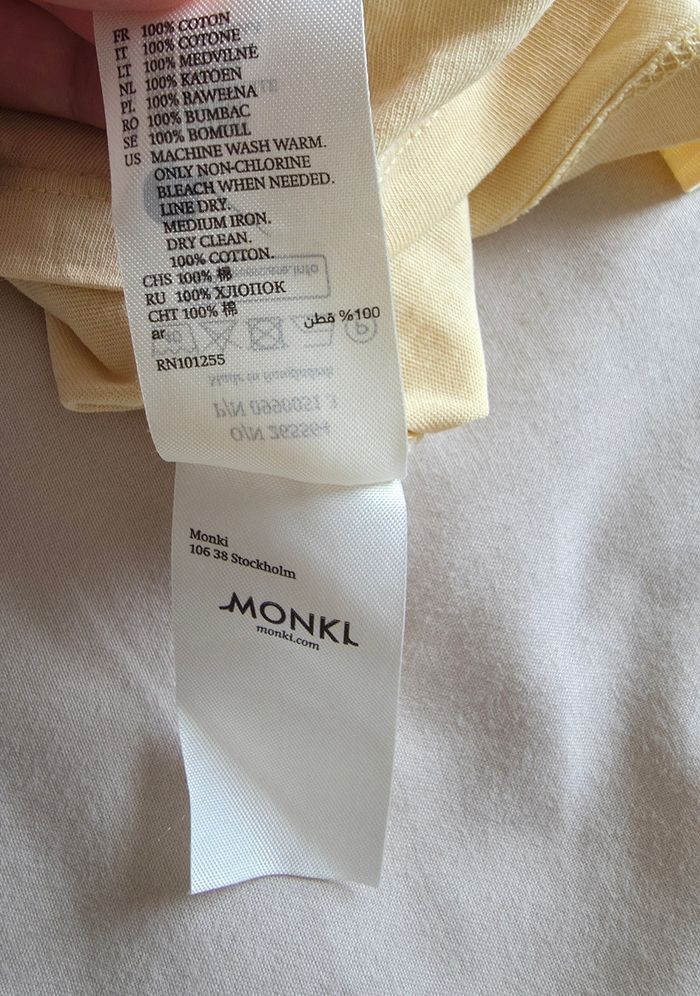 FR 100% COTON
IT 100% COTONE
LT 100% MEDVILNĖ
NL 100% KATOEN
PL 100% BAWEŁNA
RO 100% BUMBAC
SE 100% BOMULL
US MACHINE WASH WARM.
ONLY NON-CHLORINE
BLEACH WHEN NEEDED.
LINE DRY.
MEDIUM IRON.
DRY CLEAN.
100% COTTON.
CHS 100% 棉
RU 100% ХЛОПОК
CHT 100% 棉
ar
%100 قطن
RN101255
Made in Bangladesh
Monki
106 38 Stockholm
MONKI
monki.com